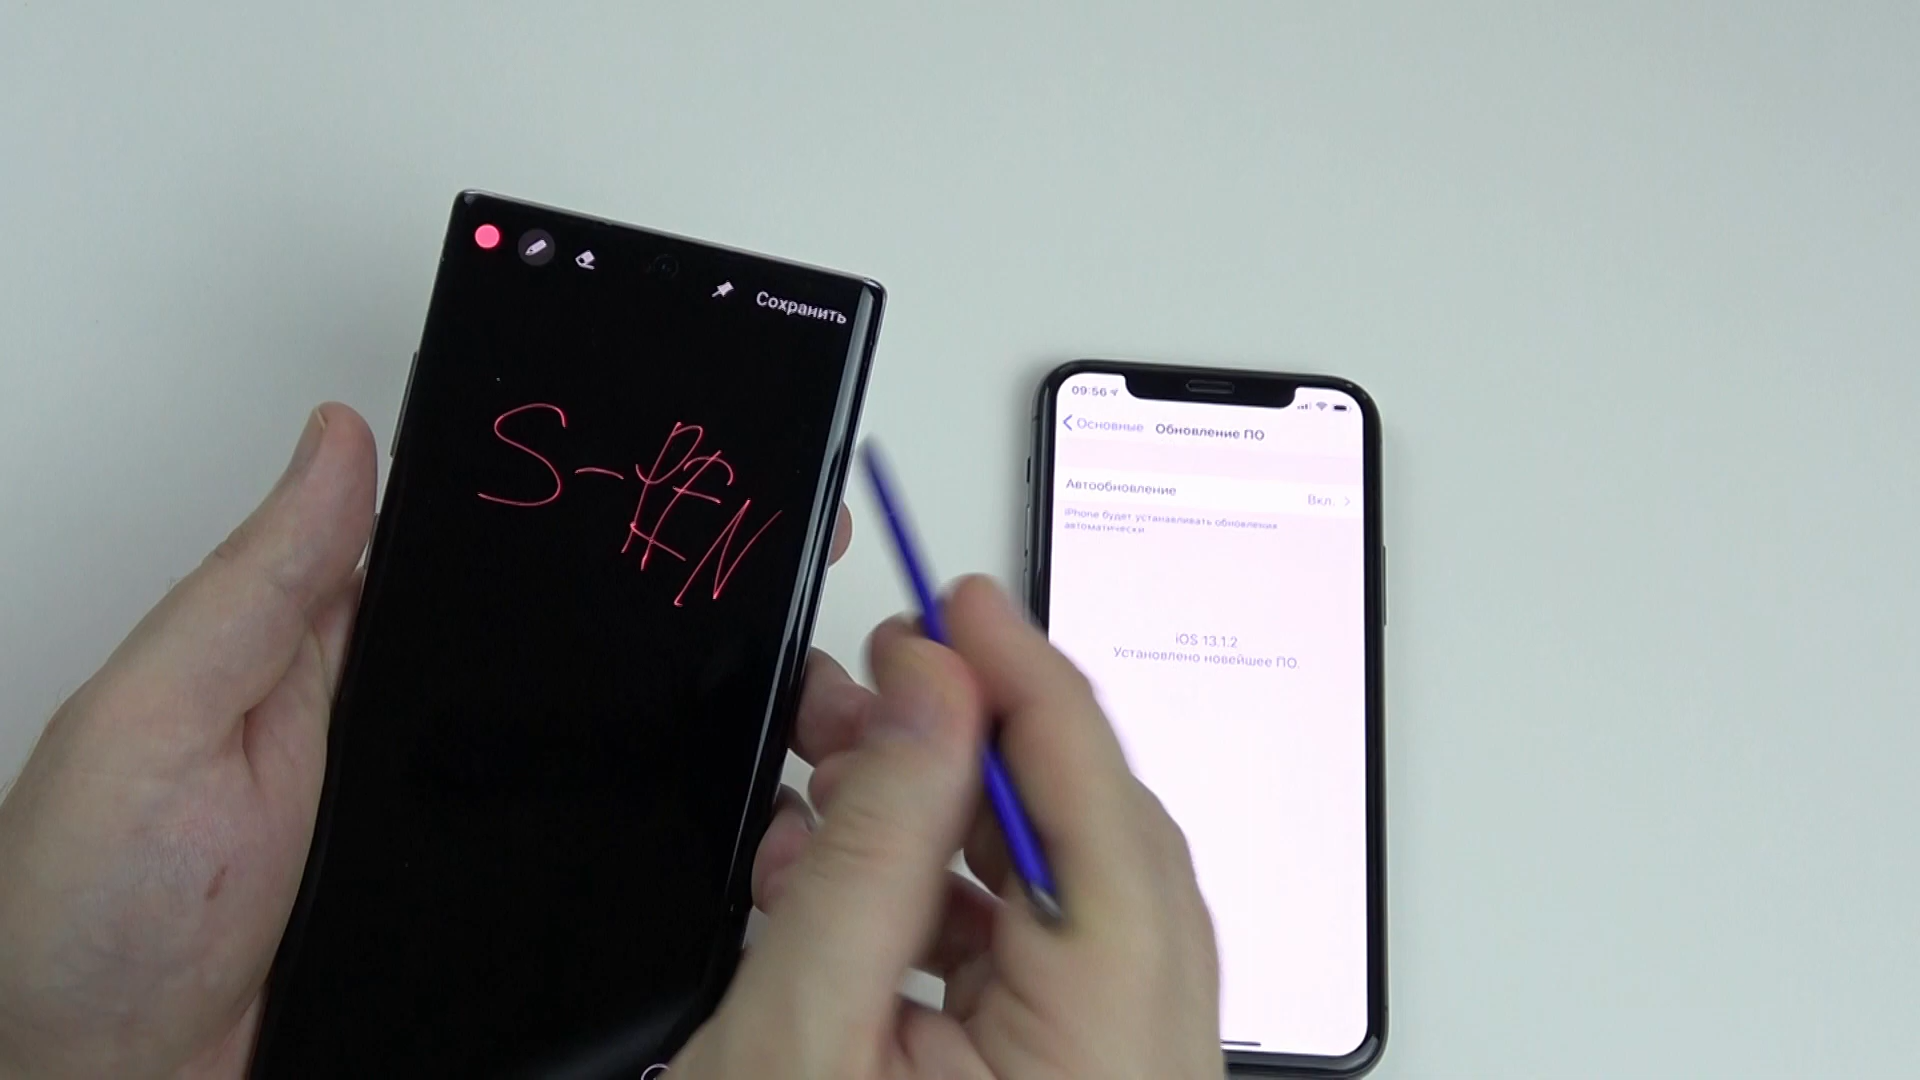 Сохранить
S-PEN
09:56
Основные Обновление ПО
Автообновление Вкл.
iPhone будет устанавливать обновления
автоматически
iOS 13.1.2
Установлено новейшее ПО.